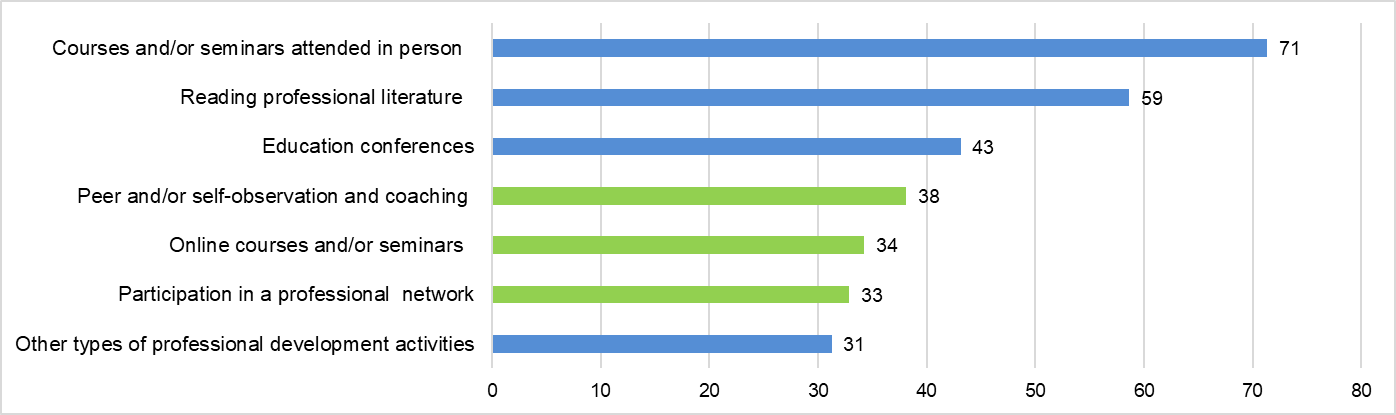 Courses and/or seminars attended in person 71
Reading professional literature 59
Education conferences 43
Peer and/or self-observation and coaching 38
Online courses and/or seminars 34
Participation in a professional  network 33
Other types of professional development activities 31
0 10 20 30 40 50 60 70 80